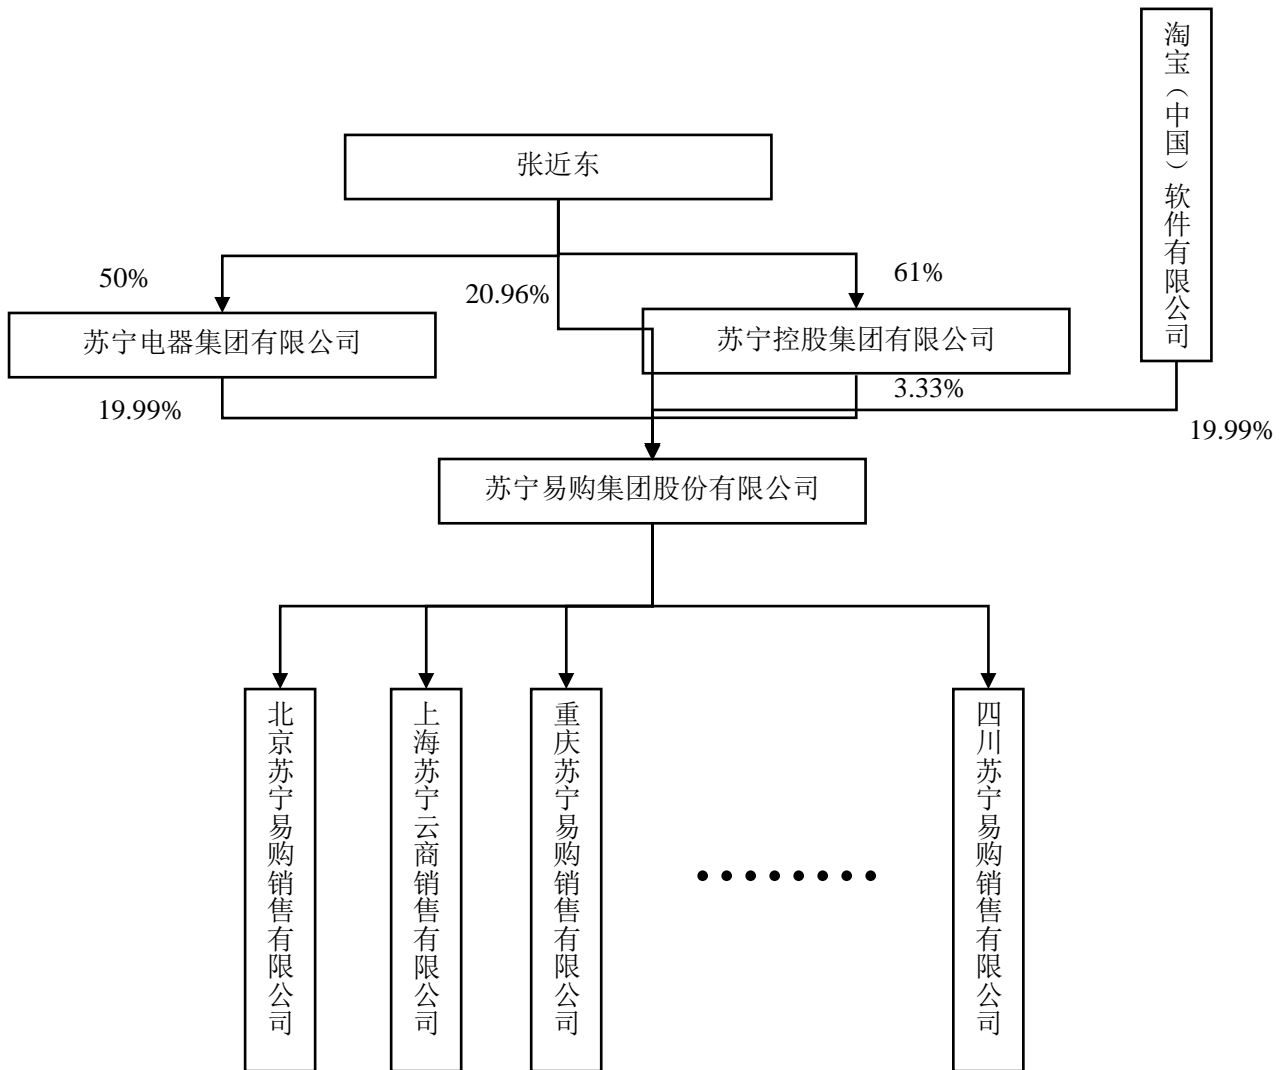 淘宝（中国）软件有限公司
张近东
50%
20.96%
61%
苏宁电器集团有限公司
苏宁控股集团有限公司
19.99%
3.33%
19.99%
苏宁易购集团股份有限公司
北京苏宁易购销售有限公司
上海苏宁云商销售有限公司
重庆苏宁易购销售有限公司
••••••••
四川苏宁易购销售有限公司